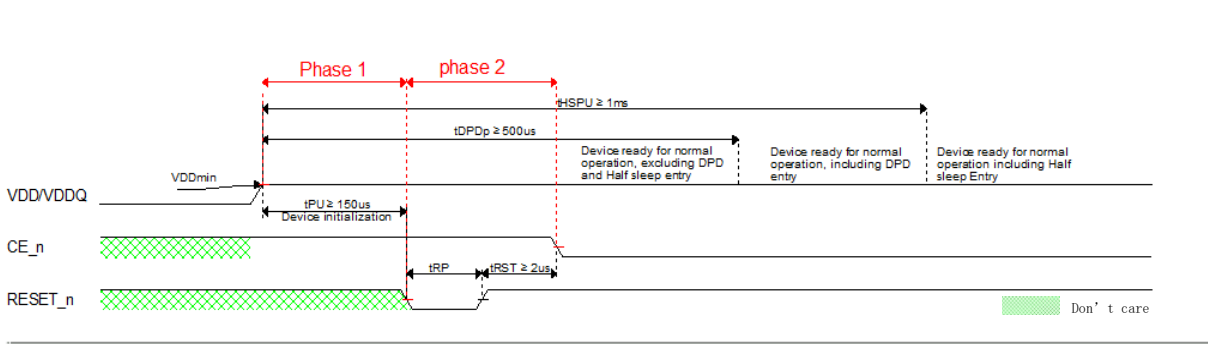 Phase 1
phase 2
tHSPU ≥ 1ms
tDPDp ≥ 500us
Device ready for normal
operation, excluding DPD
and Half sleep entry
Device ready for normal
operation, including DPD
entry
Device ready for normal
operation including Half
sleep Entry
VDDmin
VDD/VDDQ
tPU ≥ 150us
Device initialization
CE_n
tRP
tRST ≥ 2us
RESET_n
Don't care